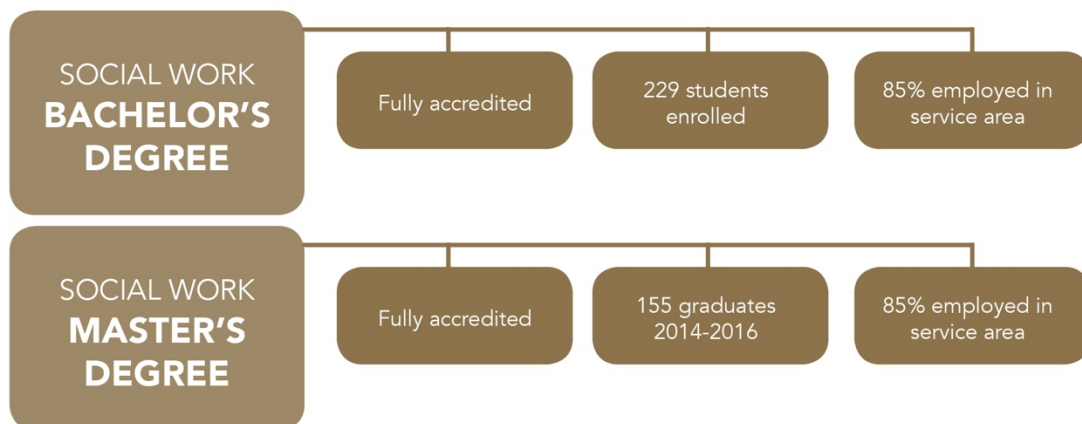 SOCIAL WORK
BACHELOR'S
DEGREE
Fully accredited
229 students
enrolled
85% employed in
service area
SOCIAL WORK
MASTER'S
DEGREE
Fully accredited
155 graduates
2014-2016
85% employed in
service area